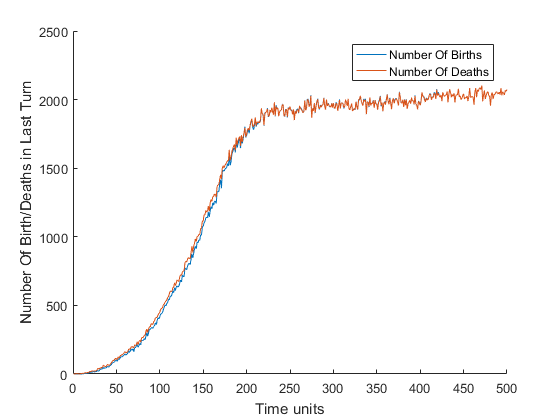 2500
2000
1500
1000
500
0
Number Of Birth/Deaths in Last Turn
Number Of Births
Number Of Deaths
0 50 100 150 200 250 300 350 400 450 500
Time units